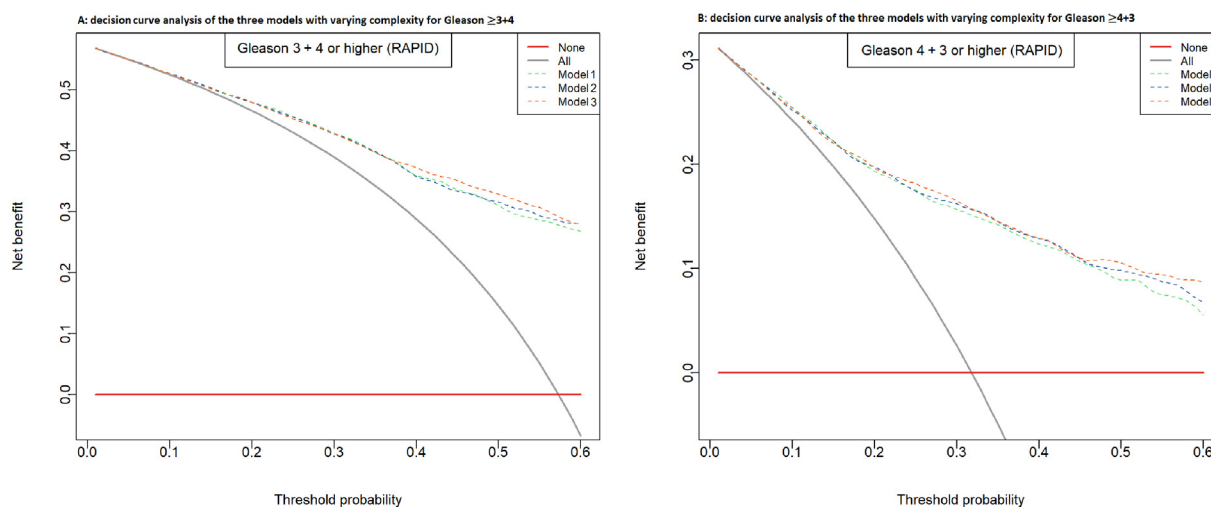 A: decision curve analysis of the three models with varying complexity for Gleason ≥3+4
Gleason 3 + 4 or higher (RAPID)
None
All
Model 1
Model 2
Model 3
Net benefit
0.5
0.4
0.3
0.2
0.1
0.0
0.0 0.1 0.2 0.3 0.4 0.5 0.6
Threshold probability
B: decision curve analysis of the three models with varying complexity for Gleason ≥4+3
Gleason 4 + 3 or higher (RAPID)
None
All
Model
Model
Model
Net benefit
0.3
0.2
0.1
0.0
0.0 0.1 0.2 0.3 0.4 0.5 0.6
Threshold probability